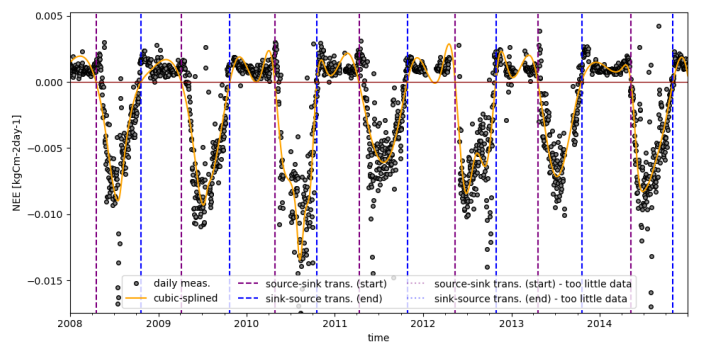 0.005
0.000
−0.005
−0.010
−0.015
NEE [kgCm-2day-1]
daily meas.
cubic-splined
source-sink trans. (start)
sink-source trans. (end)
source-sink trans. (start) - too little data
sink-source trans. (end) - too little data
2008 2009 2010 2011 2012 2013 2014
time